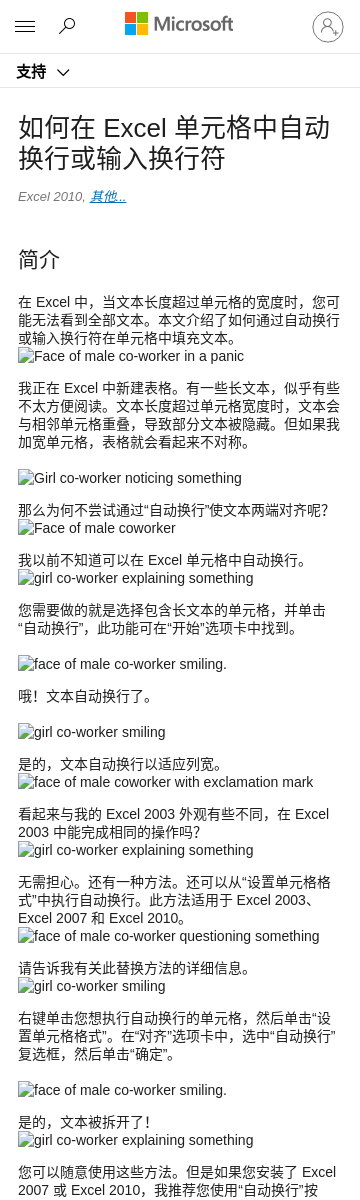 Microsoft
支持
如何在 Excel 单元格中自动
换行或输入换行符
Excel 2010, 其他...
简介
在 Excel 中，当文本长度超过单元格的宽度时，您可
能无法看到全部文本。本文介绍了如何通过自动换行
或输入换行符在单元格中填充文本。
Face of male co-worker in a panic
我正在 Excel 中新建表格。有一些长文本，似乎有些
不太方便阅读。文本长度超过单元格宽度时，文本会
与相邻单元格重叠，导致部分文本被隐藏。但如果我
加宽单元格，表格就会看起来不对称。
Girl co-worker noticing something
那么为何不尝试通过“自动换行”使文本两端对齐呢？
Face of male coworker
我以前不知道可以在 Excel 单元格中自动换行。
girl co-worker explaining something
您需要做的就是选择包含长文本的单元格，并单击
“自动换行”，此功能可在“开始”选项卡中找到。
face of male co-worker smiling.
哦！文本自动换行了。
girl co-worker smiling
是的，文本自动换行以适应列宽。
face of male coworker with exclamation mark
看起来与我的 Excel 2003 外观有些不同，在 Excel
2003 中能完成相同的操作吗？
girl co-worker explaining something
无需担心。还有一种方法。还可以从“设置单元格格
式”中执行自动换行。此方法适用于 Excel 2003、
Excel 2007 和 Excel 2010。
face of male co-worker questioning something
请告诉我有关此替换方法的详细信息。
girl co-worker smiling
右键单击您想执行自动换行的单元格，然后单击“设
置单元格格式”。在“对齐”选项卡中，选中“自动换行”
复选框，然后单击“确定”。
face of male co-worker smiling.
是的，文本被拆开了！
girl co-worker explaining something
您可以随意使用这些方法。但是如果您安装了 Excel
2007 或 Excel 2010，我推荐您使用“自动换行”按